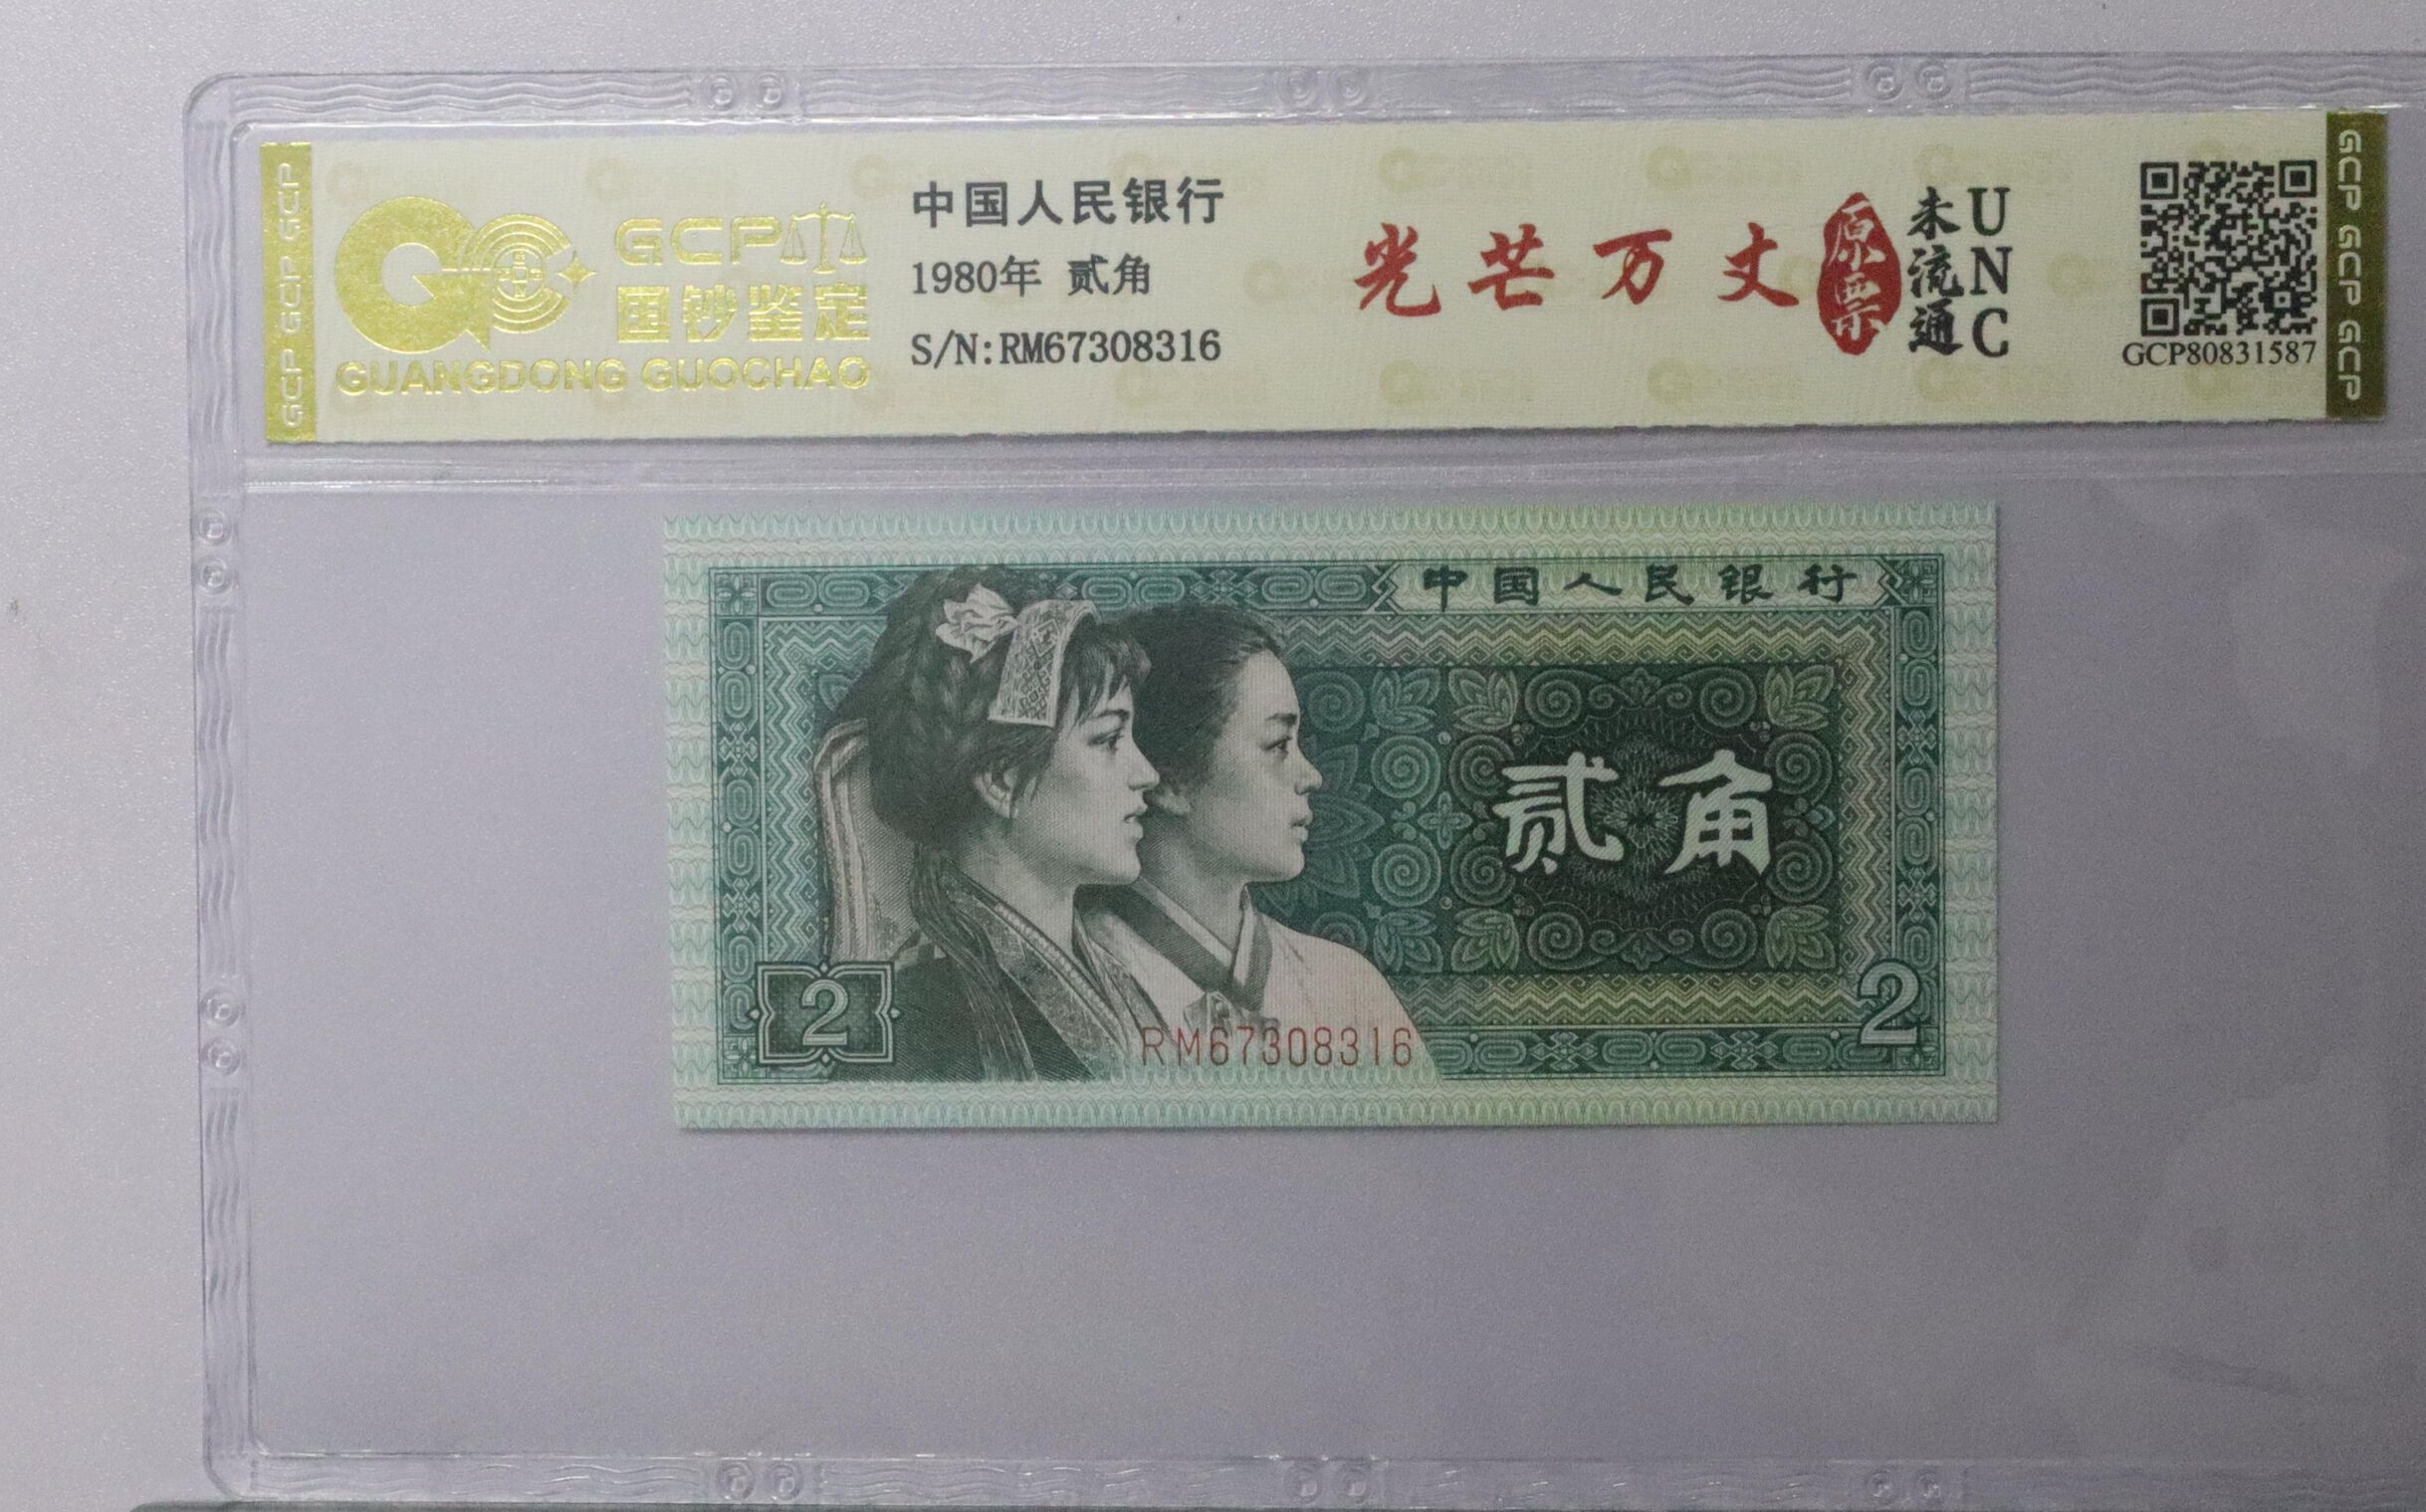 GCP GCP GCP
GCP
国钞鉴定
GUANGDONG GUOCHAO
中国人民银行
1980年 贰角
S/N:RM67308316
光芒万丈
原票
未流通
UNC
GCP80831587
GCP GCP GCP
中国人民银行
贰角
2
RM67308316
2